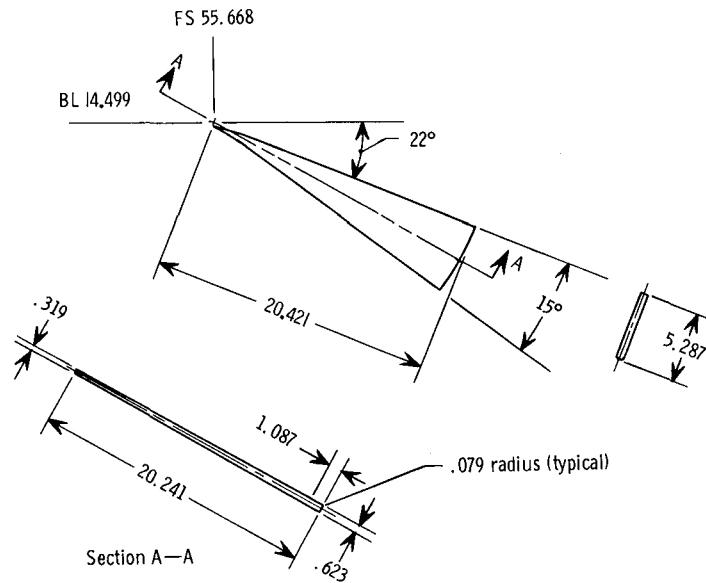 FS 55.668
A
BL 14.499
22°
A
20.421
15°
5.287
.319
1.087
.079 radius (typical)
20.241
.623
Section A—A